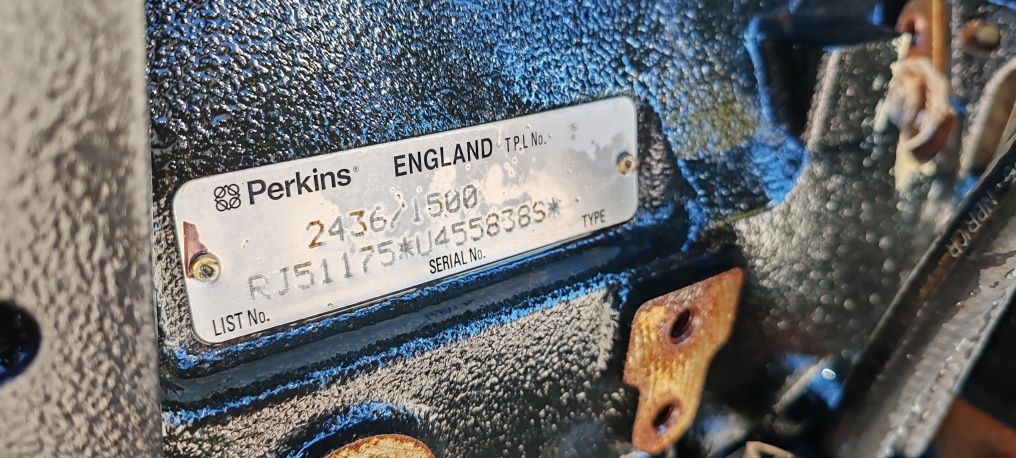 Perkins® ENGLAND T.P.L No.
2436/1500
RJ51175*U455838S*
LIST No. SERIAL No. TYPE